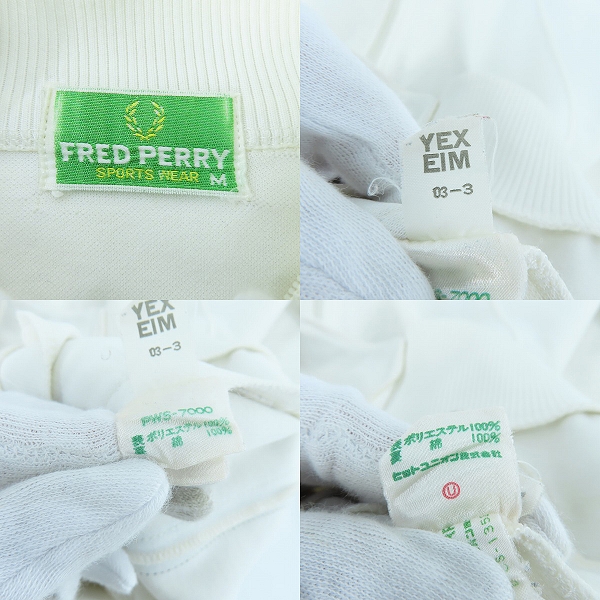 FRED PERRY
SPORTS WEAR M
YEX
EIM
03-3
-7000
YEX
EIM
03-3
PWS-7000
表 ポリエステル100%
裏 綿 100%
表 ポリエステル100%
裏 綿 100%
ヒットユニオン株式会社
U